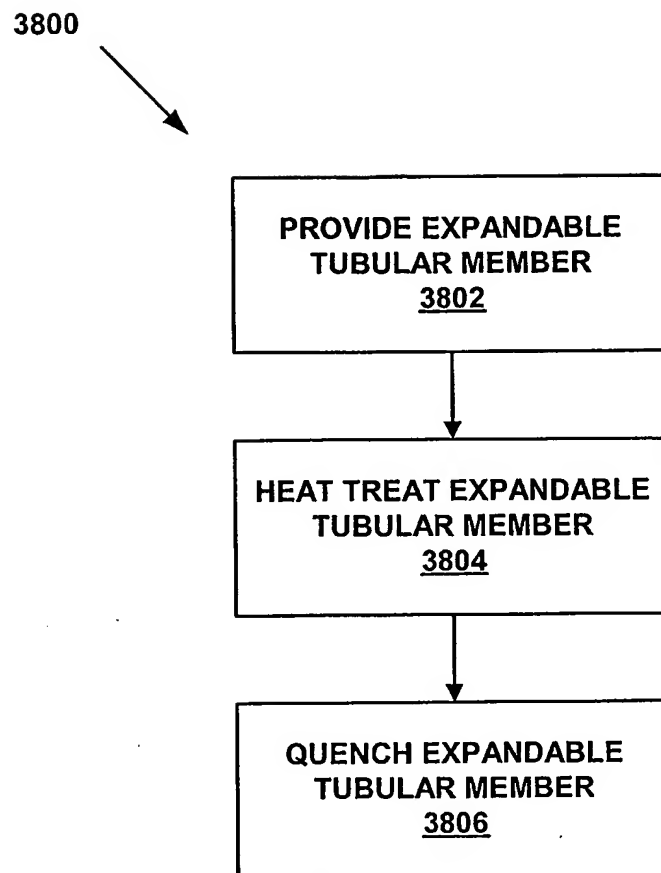 3800
PROVIDE EXPANDABLE
TUBULAR MEMBER
3802
HEAT TREAT EXPANDABLE
TUBULAR MEMBER
3804
QUENCH EXPANDABLE
TUBULAR MEMBER
3806